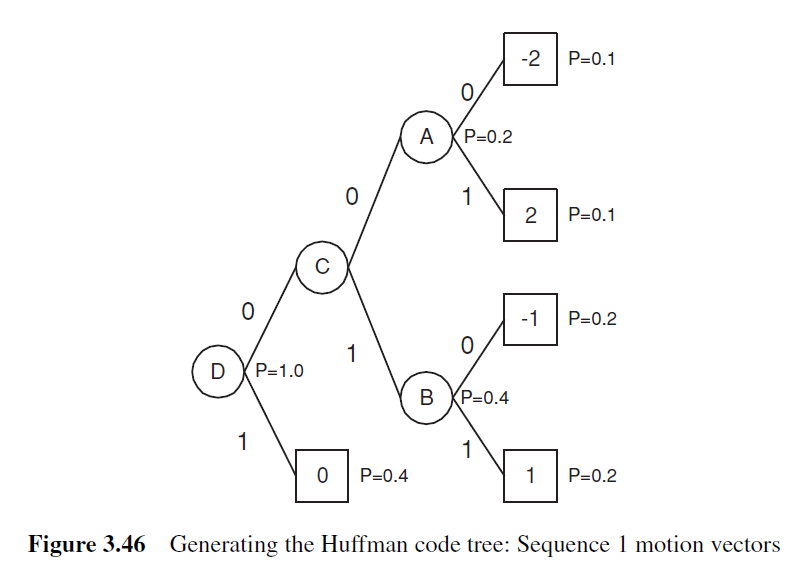 -2 P=0.1
0
A P=0.2
0 1
2 P=0.1
C
0
-1 P=0.2
1 0
D P=1.0
B P=0.4
1 1
0 P=0.4
1 P=0.2
Figure 3.46 Generating the Huffman code tree: Sequence 1 motion vectors